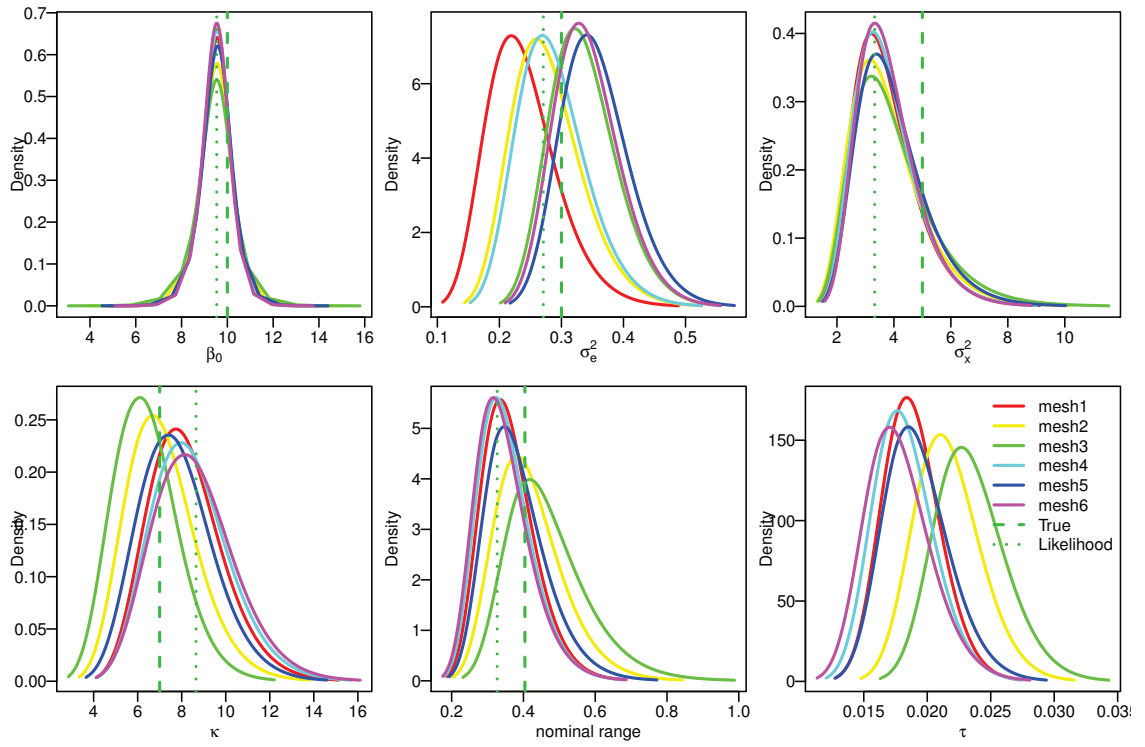 0.7
0.6
0.5
0.4
0.3
0.2
0.1
0.0
Density
4 6 8 10 12 14 16
β₀
6
4
2
0
Density
0.1 0.2 0.3 0.4 0.5
σ²ₑ
0.4
0.3
0.2
0.1
0.0
Density
2 4 6 8 10
σ²ₓ
0.25
0.20
0.15
0.10
0.05
0.00
Density
4 6 8 10 12 14 16
κ
5
4
3
2
1
0
Density
0.2 0.4 0.6 0.8 1.0
nominal range
150
100
50
0
Density
0.015 0.020 0.025 0.030 0.035
τ
mesh1
mesh2
mesh3
mesh4
mesh5
mesh6
True
Likelihood